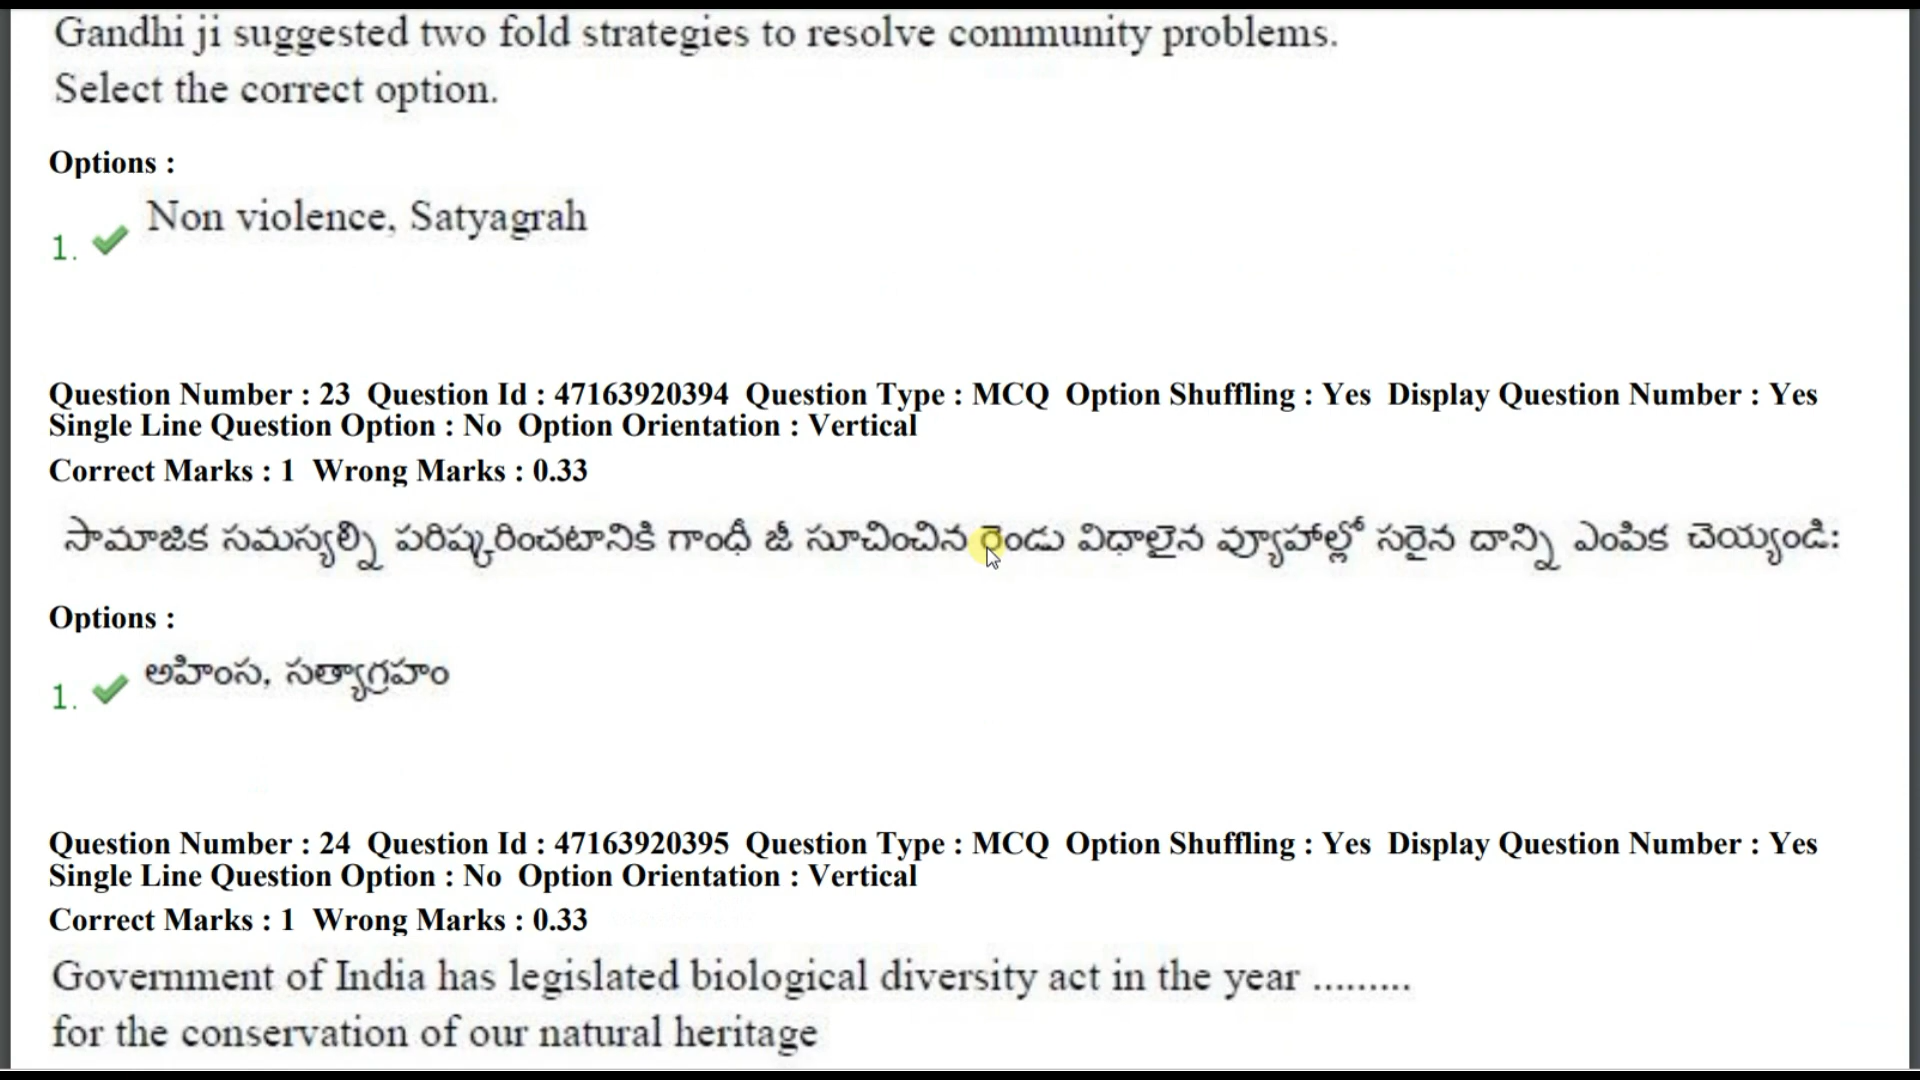 Gandhi ji suggested two fold strategies to resolve community problems.
Select the correct option.
Options :
Non violence, Satyagrah
1.
Question Number : 23 Question Id : 47163920394 Question Type : MCQ Option Shuffling : Yes Display Question Number : Yes
Single Line Question Option : No Option Orientation : Vertical
Correct Marks : 1 Wrong Marks : 0.33
సామాజిక సమస్యల్ని పరిష్కరించటానికి గాంధీ జీ సూచించిన రెండు విధాలైన వ్యూహాల్లో సరైన దాన్ని ఎంపిక చెయ్యండి:
Options :
అహింస, సత్యాగ్రహం
1.
Question Number : 24 Question Id : 47163920395 Question Type : MCQ Option Shuffling : Yes Display Question Number : Yes
Single Line Question Option : No Option Orientation : Vertical
Correct Marks : 1 Wrong Marks : 0.33
Government of India has legislated biological diversity act in the year .........
for the conservation of our natural heritage